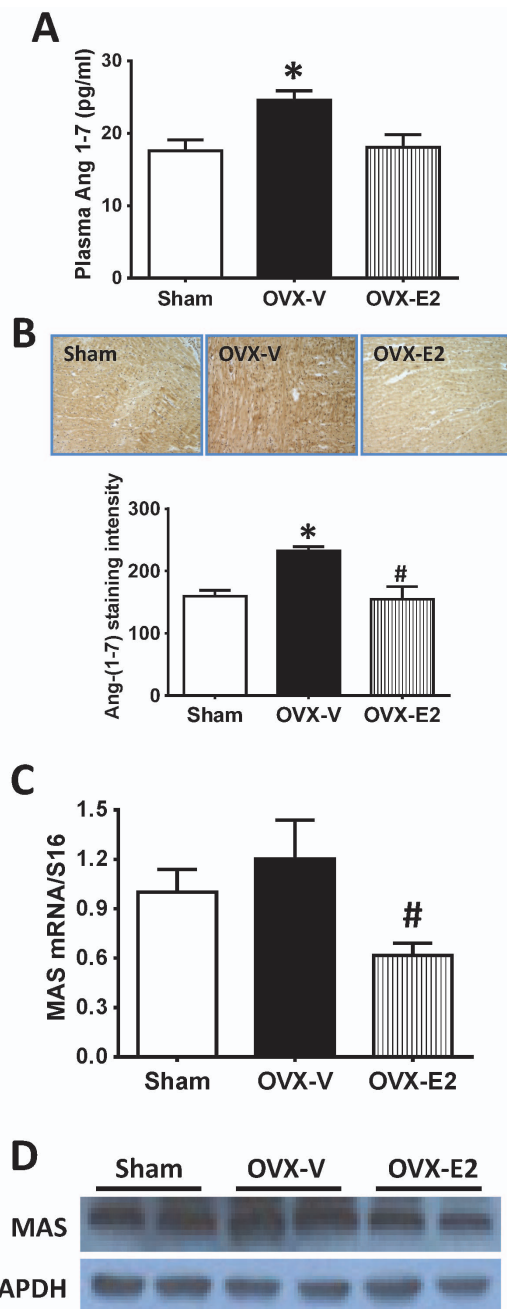 A
Plasma Ang 1-7 (pg/ml)
30
20
10
0
*
Sham OVX-V OVX-E2
B
Sham OVX-V OVX-E2
Ang-(1-7) staining intensity
300
200
100
0
*
#
Sham OVX-V OVX-E2
C
MAS mRNA/S16
1.5
1.2
0.9
0.6
0.3
0.0
#
Sham OVX-V OVX-E2
D
Sham OVX-V OVX-E2
MAS
APDH